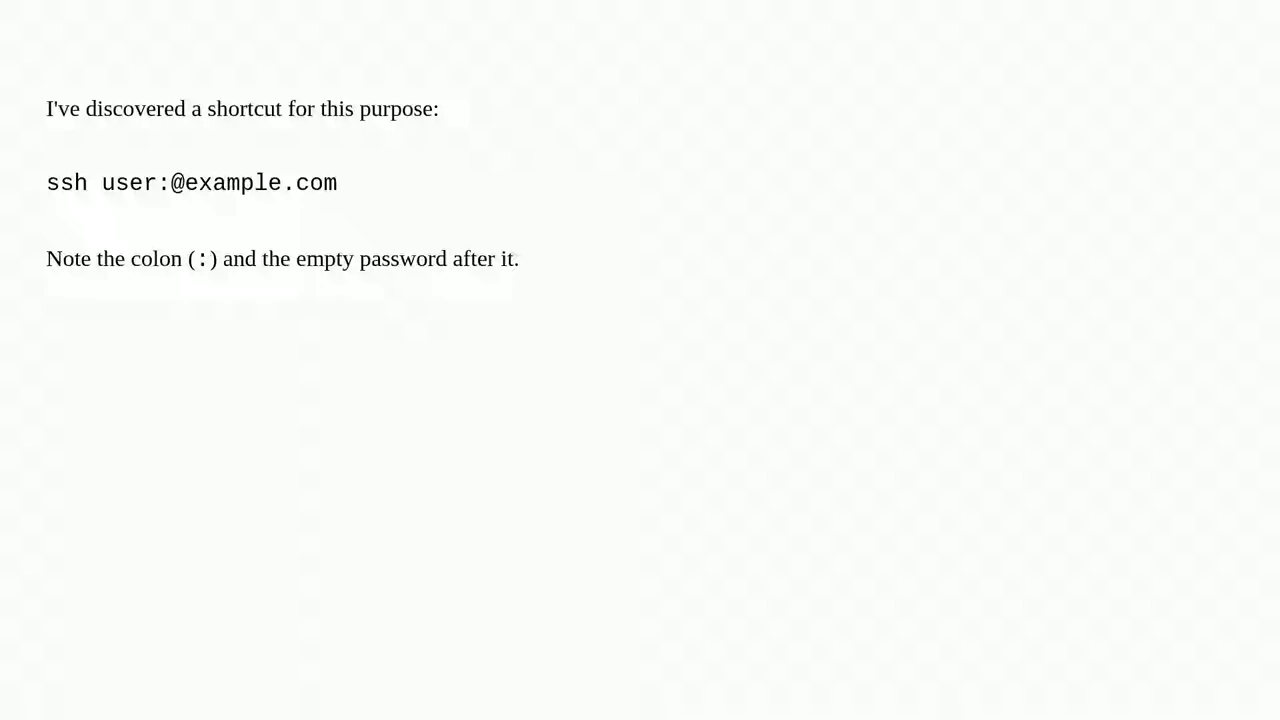 I've discovered a shortcut for this purpose:
ssh user:@example.com
Note the colon (:) and the empty password after it.